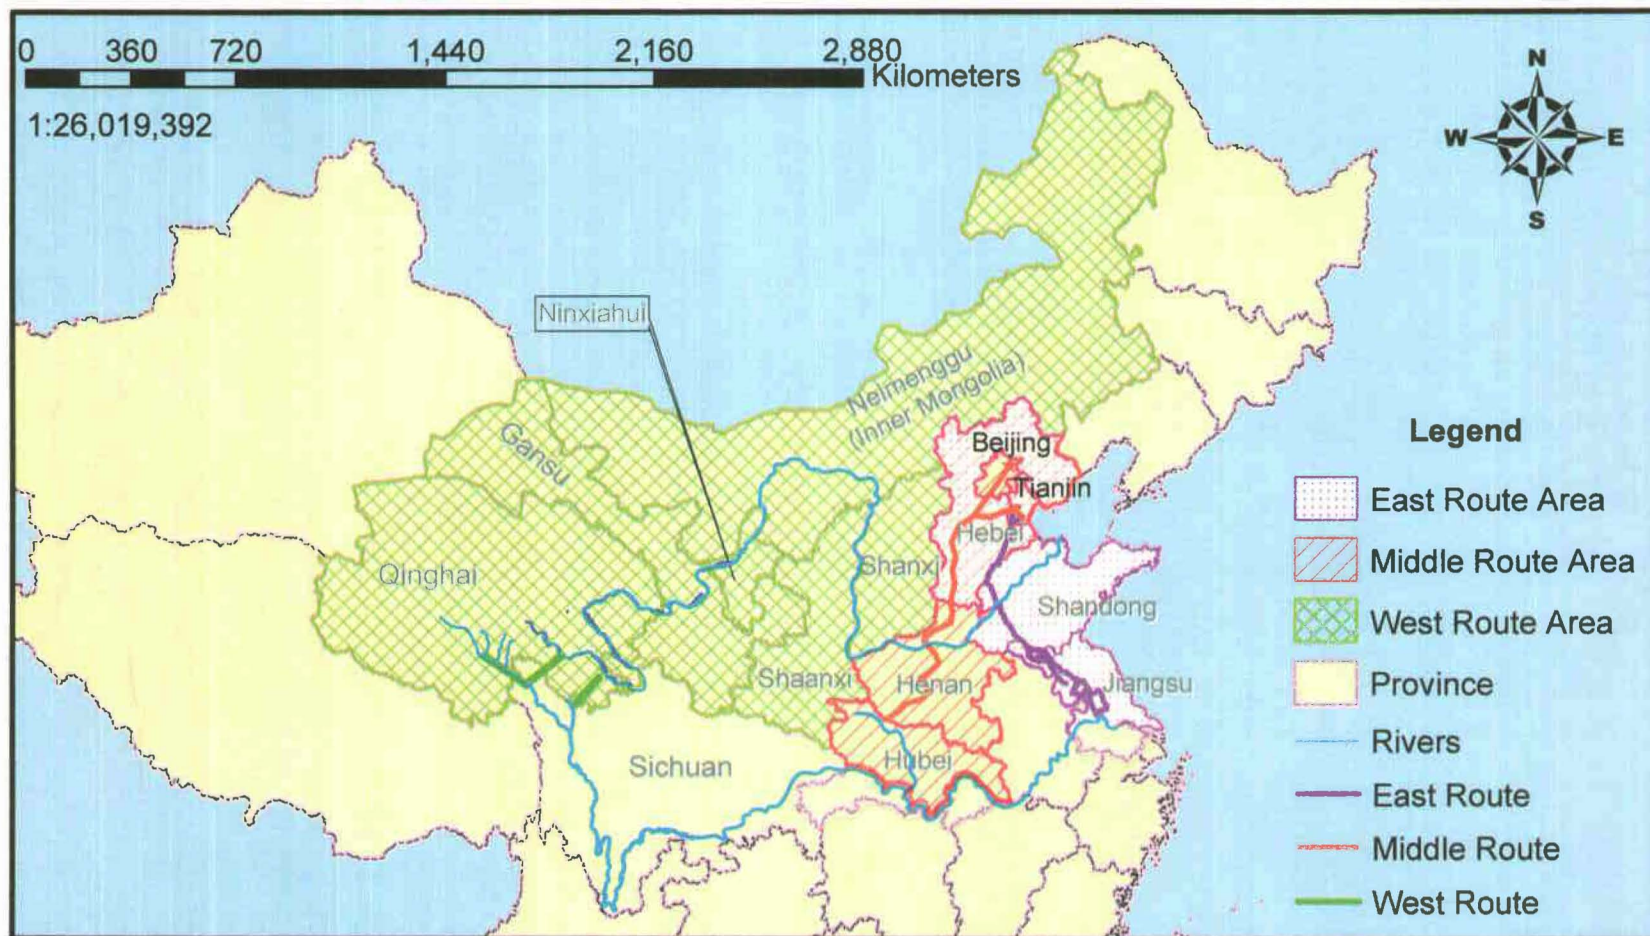 0 360 720 1,440 2,160 2,880
Kilometers
1:26,019,392
N
W E
S
Ninxiahui
Neimenggu
(Inner Mongolia)
Gansu
Beijing
Tianjin
Hebei
Qinghai
Shanxi
Shandong
Shaanxi
Henan
Jiangsu
Sichuan
Hubei
Legend
East Route Area
Middle Route Area
West Route Area
Province
Rivers
East Route
Middle Route
West Route